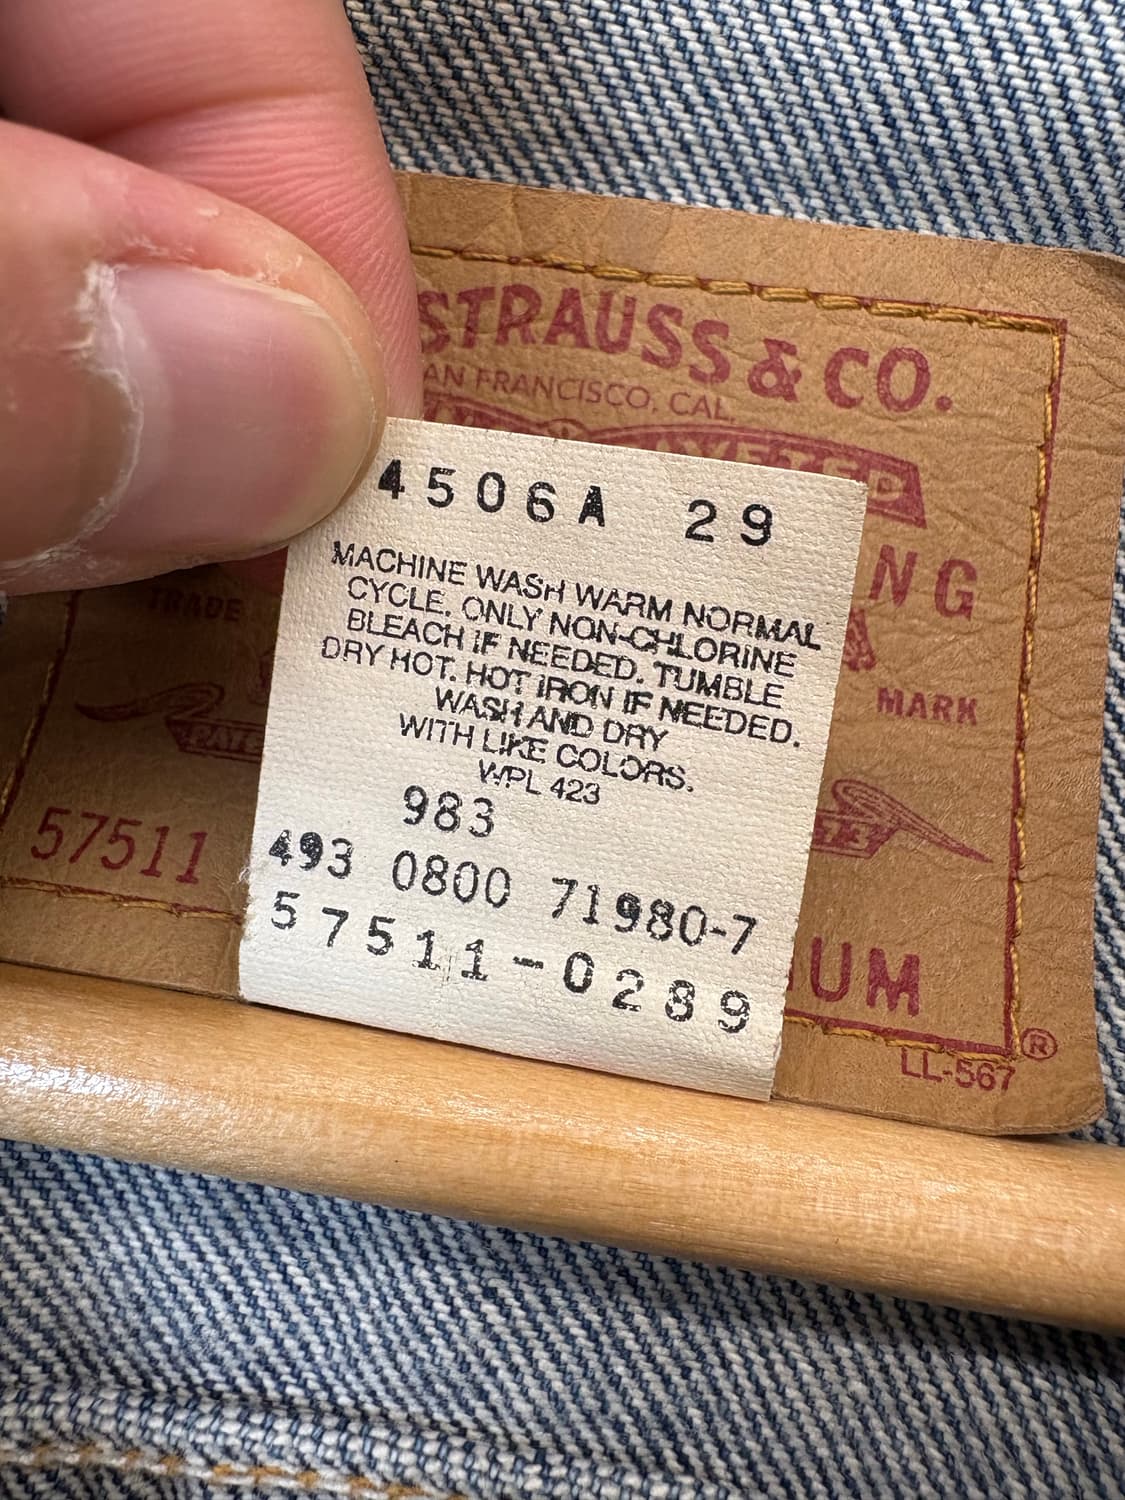 STRAUSS & CO.
AN FRANCISCO, CAL.
4506A 29
MACHINE WASH WARM NORMAL
CYCLE. ONLY NON-CHLORINE
BLEACH IF NEEDED. TUMBLE
DRY HOT. HOT IRON IF NEEDED.
WASH AND DRY
WITH LIKE COLORS.
WPL 423
983
493 0800 71980-7
57511-0289
TRADE
MARK
57511
UM
LL-567
®